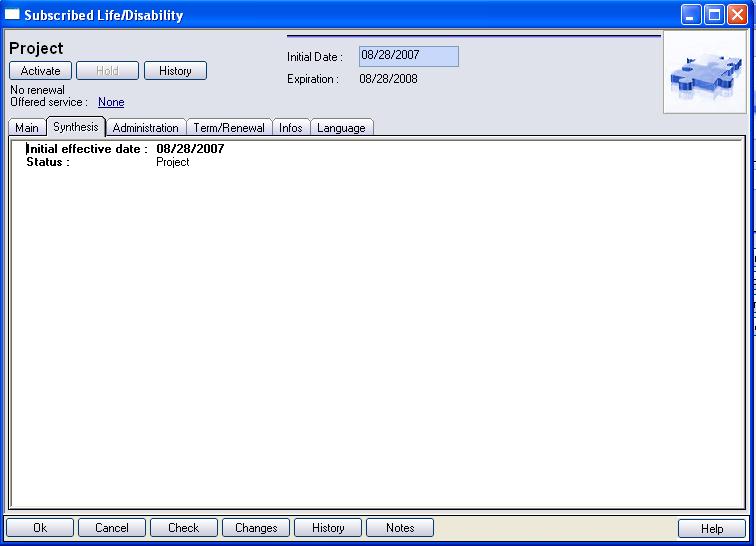 Subscribed Life/Disability
Project
Initial Date : 08/28/2007
Activate Hold History
Expiration : 08/28/2008
No renewal
Offered service : None
Main Synthesis Administration Term/Renewal Infos Language
Initial effective date : 08/28/2007
Status : Project
Ok Cancel Check Changes History Notes Help